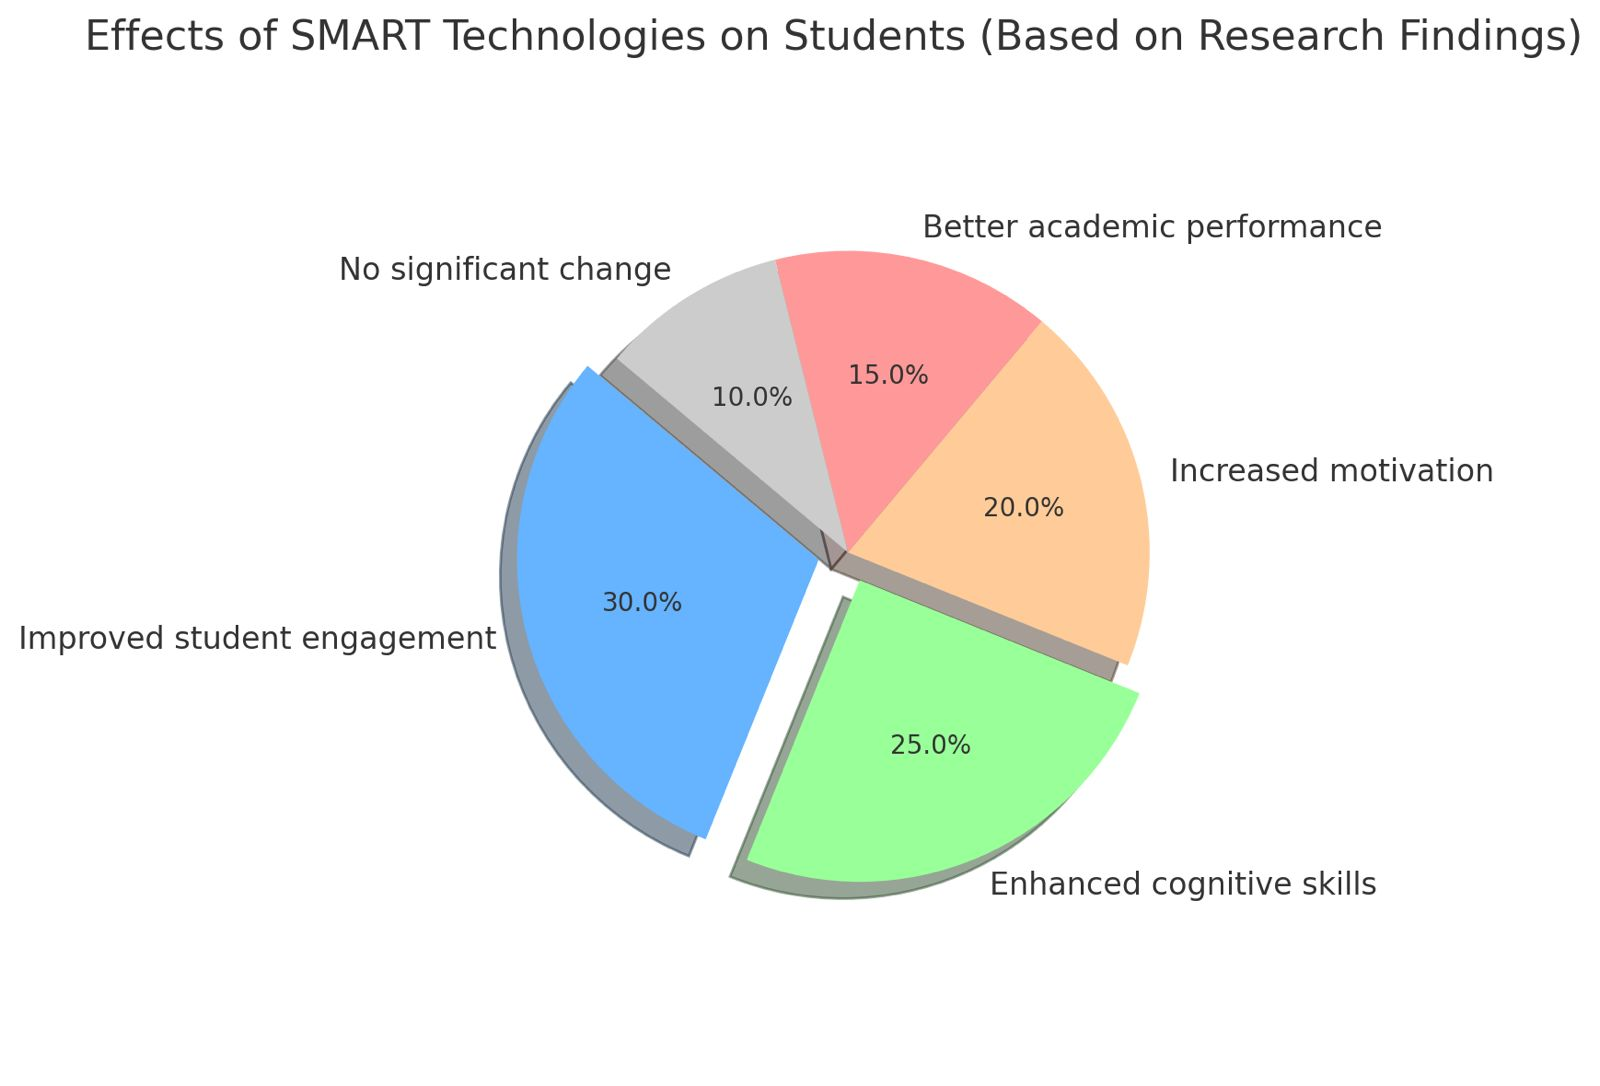 Effects of SMART Technologies on Students (Based on Research Findings)
Better academic performance
No significant change
15.0%
10.0%
Increased motivation
20.0%
30.0%
Improved student engagement
25.0%
Enhanced cognitive skills